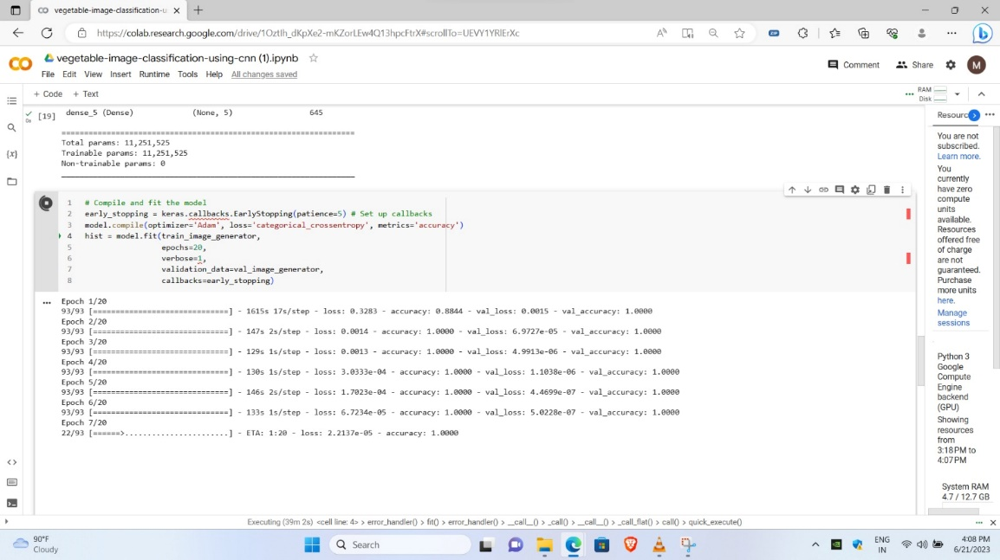 vegetable-image-classification-u
https://colab.research.google.com/drive/1OztIh_dKpXe2-mKZorLEw4Q13hpcFtrX#scrollTo=UEVY1YRlErXc
vegetable-image-classification-using-cnn (1).ipynb
Comment
Share
M
File Edit View Insert Runtime Tools Help All changes saved
+ Code + Text
RAM
Disk
[19]
dense_5 (Dense) (None, 5) 645
=================================================================
Total params: 11,251,525
Trainable params: 11,251,525
Non-trainable params: 0
1 # Compile and fit the model
2 early_stopping = keras.callbacks.EarlyStopping(patience=5) # Set up callbacks
3 model.compile(optimizer='Adam', loss='categorical_crossentropy', metrics='accuracy')
4 hist = model.fit(train_image_generator,
5 epochs=20,
6 verbose=1,
7 validation_data=val_image_generator,
8 callbacks=early_stopping)
Epoch 1/20
93/93 [==============================] - 1615s 17s/step - loss: 0.3283 - accuracy: 0.8844 - val_loss: 0.0015 - val_accuracy: 1.0000
Epoch 2/20
93/93 [==============================] - 147s 2s/step - loss: 0.0014 - accuracy: 1.0000 - val_loss: 6.9727e-05 - val_accuracy: 1.0000
Epoch 3/20
93/93 [==============================] - 129s 1s/step - loss: 0.0013 - accuracy: 1.0000 - val_loss: 4.9913e-06 - val_accuracy: 1.0000
Epoch 4/20
93/93 [==============================] - 130s 1s/step - loss: 3.0333e-04 - accuracy: 1.0000 - val_loss: 1.1038e-06 - val_accuracy: 1.0000
Epoch 5/20
93/93 [==============================] - 146s 2s/step - loss: 1.7023e-04 - accuracy: 1.0000 - val_loss: 4.4699e-07 - val_accuracy: 1.0000
Epoch 6/20
93/93 [==============================] - 133s 1s/step - loss: 6.7234e-05 - accuracy: 1.0000 - val_loss: 5.0228e-07 - val_accuracy: 1.0000
Epoch 7/20
22/93 [======>.......................] - ETA: 1:20 - loss: 2.2137e-05 - accuracy: 1.0000
Resourc
You are not
subscribed.
Learn more.
You
currently
have zero
compute
units
available.
Resources
offered free
of charge
are not
guaranteed.
Purchase
more units
here.
Manage
sessions
Python 3
Google
Compute
Engine
backend
(GPU)
Showing
resources
from
3:18 PM to
4:07 PM
System RAM
4.7 / 12.7 GB
Executing (39m 2s) <cell line: 4> > error_handler() > fit() > error_handler() > __call__() > _call() > __call__() > _call_flat() > call() > quick_execute()
90°F
Cloudy
Search
ENG
IN
4:08 PM
6/21/2023